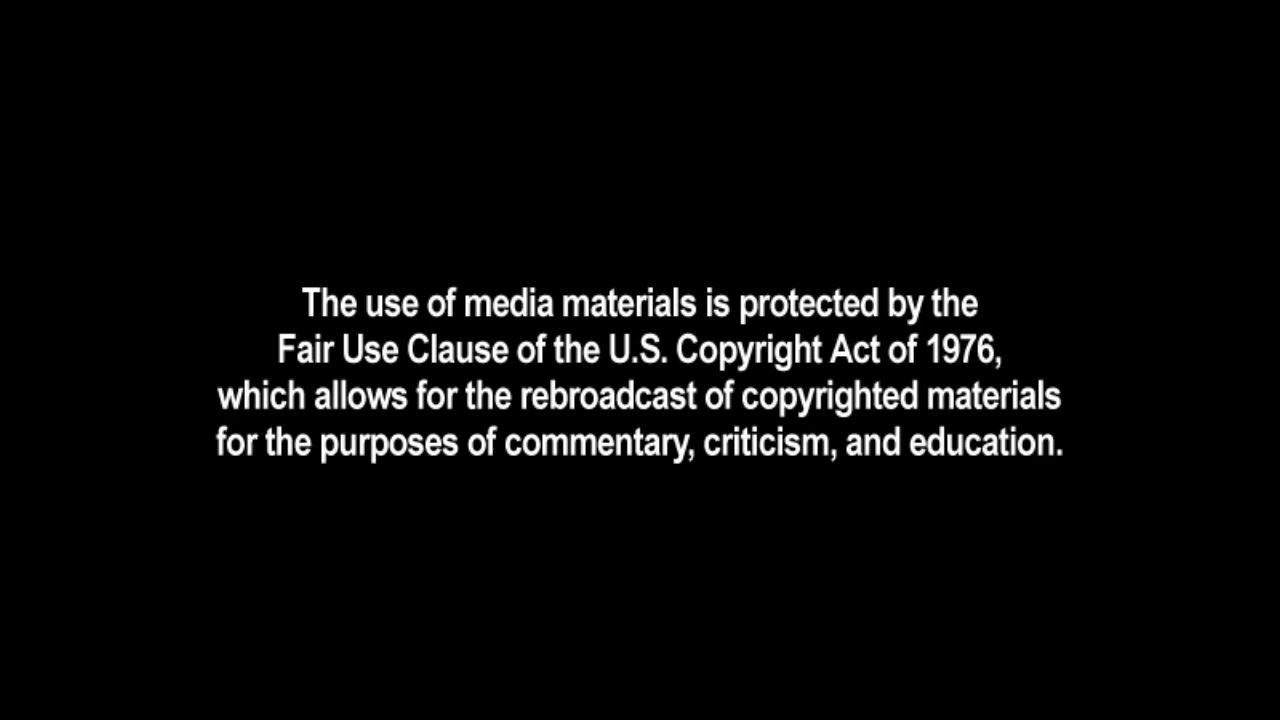 The use of media materials is protected by the
Fair Use Clause of the U.S. Copyright Act of 1976,
which allows for the rebroadcast of copyrighted materials
for the purposes of commentary, criticism, and education.